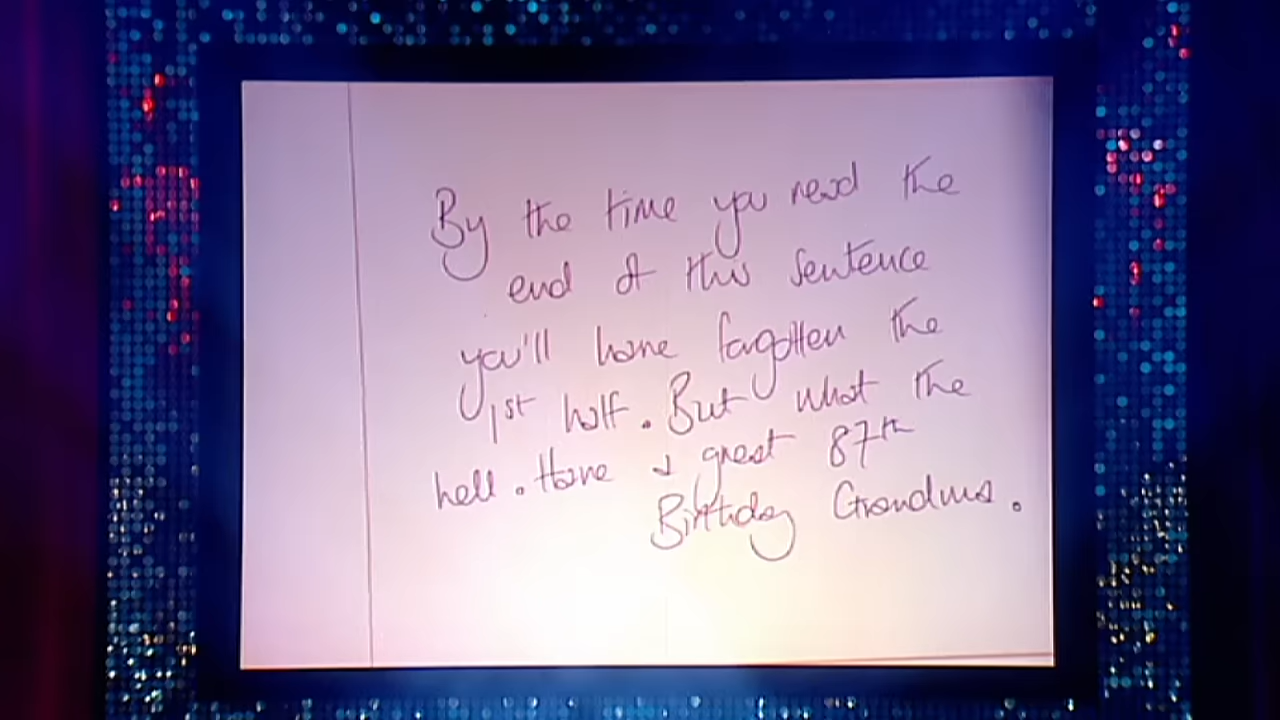 By the time you read the
end of this sentence
you'll have forgotten the
1st half. But what the
hell. Have a great 87th
Birthday Grandma.